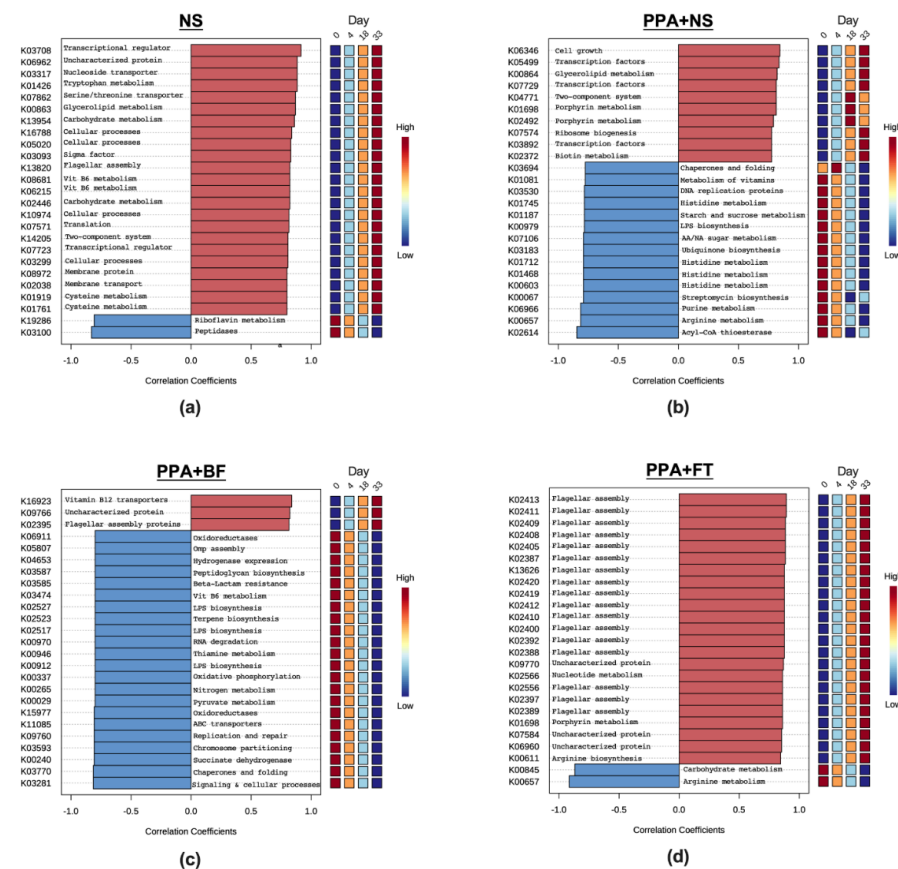 NS
Day
0 4 18 33
K03708 Transcriptional regulator
K06962 Uncharacterized protein
K03317 Nucleoside transporter
K01426 Tryptophan metabolism
K07862 Serine/threonine transporter
K00863 Glycerolipid metabolism
K13954 Carbohydrate metabolism
K16788 Cellular processes
K05020 Cellular processes
K03093 Sigma factor
K13820 Flagellar assembly
K08681 Vit B6 metabolism
K06215 Vit B6 metabolism
K02446 Carbohydrate metabolism
K10974 Cellular processes
K07571 Translation
K14205 Two-component system
K07723 Transcriptional regulator
K03299 Cellular processes
K08972 Membrane protein
K02038 Membrane transport
K01919 Cysteine metabolism
K01761 Cysteine metabolism
K19286 Riboflavin metabolism
K03100 Peptidases
High
Low
-1.0 -0.5 0.0 0.5 1.0
Correlation Coefficients
(a)
PPA+NS
Day
0 4 18 33
K06346 Cell growth
K05499 Transcription factors
K00864 Glycerolipid metabolism
K07729 Transcription factors
K04771 Two-component system
K01698 Porphyrin metabolism
K02492 Porphyrin metabolism
K07574 Ribosome biogenesis
K03892 Transcription factors
K02372 Biotin metabolism
K03694 Chaperones and folding
K01081 Metabolism of vitamins
K03530 DNA replication proteins
K01745 Histidine metabolism
K01187 Starch and sucrose metabolism
K00979 LPS biosynthesis
K07106 AA/NA sugar metabolism
K03183 Ubiquinone biosynthesis
K01712 Histidine metabolism
K01468 Histidine metabolism
K00603 Histidine metabolism
K00067 Streptomycin biosynthesis
K06966 Purine metabolism
K00657 Arginine metabolism
K02614 Acyl-CoA thioesterase
High
Low
-1.0 -0.5 0.0 0.5 1.0
Correlation Coefficients
(b)
PPA+BF
Day
0 4 18 33
K16923 Vitamin B12 transporters
K09766 Uncharacterized protein
K02395 Flagellar assembly proteins
K06911 Oxidoreductases
K05807 Omp assembly
K04653 Hydrogenase expression
K03587 Peptidoglycan biosynthesis
K03585 Beta-Lactam resistance
K03474 Vit B6 metabolism
K02527 LPS biosynthesis
K02523 Terpene biosynthesis
K02517 LPS biosynthesis
K00970 RNA degradation
K00946 Thiamine metabolism
K00912 LPS biosynthesis
K00337 Oxidative phosphorylation
K00265 Nitrogen metabolism
K00029 Pyruvate metabolism
K15977 Oxidoreductases
K11085 ABC transporters
K09760 Replication and repair
K03593 Chromosome partitioning
K00240 Succinate dehydrogenase
K03770 Chaperones and folding
K03281 Signaling & cellular processes
High
Low
-1.0 -0.5 0.0 0.5 1.0
Correlation Coefficients
(c)
PPA+FT
Day
0 4 18 33
K02413 Flagellar assembly
K02411 Flagellar assembly
K02409 Flagellar assembly
K02408 Flagellar assembly
K02405 Flagellar assembly
K02387 Flagellar assembly
K13626 Flagellar assembly
K02420 Flagellar assembly
K02419 Flagellar assembly
K02412 Flagellar assembly
K02410 Flagellar assembly
K02400 Flagellar assembly
K02392 Flagellar assembly
K02388 Flagellar assembly
K09770 Uncharacterized protein
K02566 Nucleotide metabolism
K02556 Flagellar assembly
K02397 Flagellar assembly
K02389 Flagellar assembly
K01698 Porphyrin metabolism
K07584 Uncharacterized protein
K06960 Uncharacterized protein
K00611 Arginine biosynthesis
K00845 Carbohydrate metabolism
K00657 Arginine metabolism
-1.0 -0.5 0.0 0.5 1.0
Correlation Coefficients
(d)